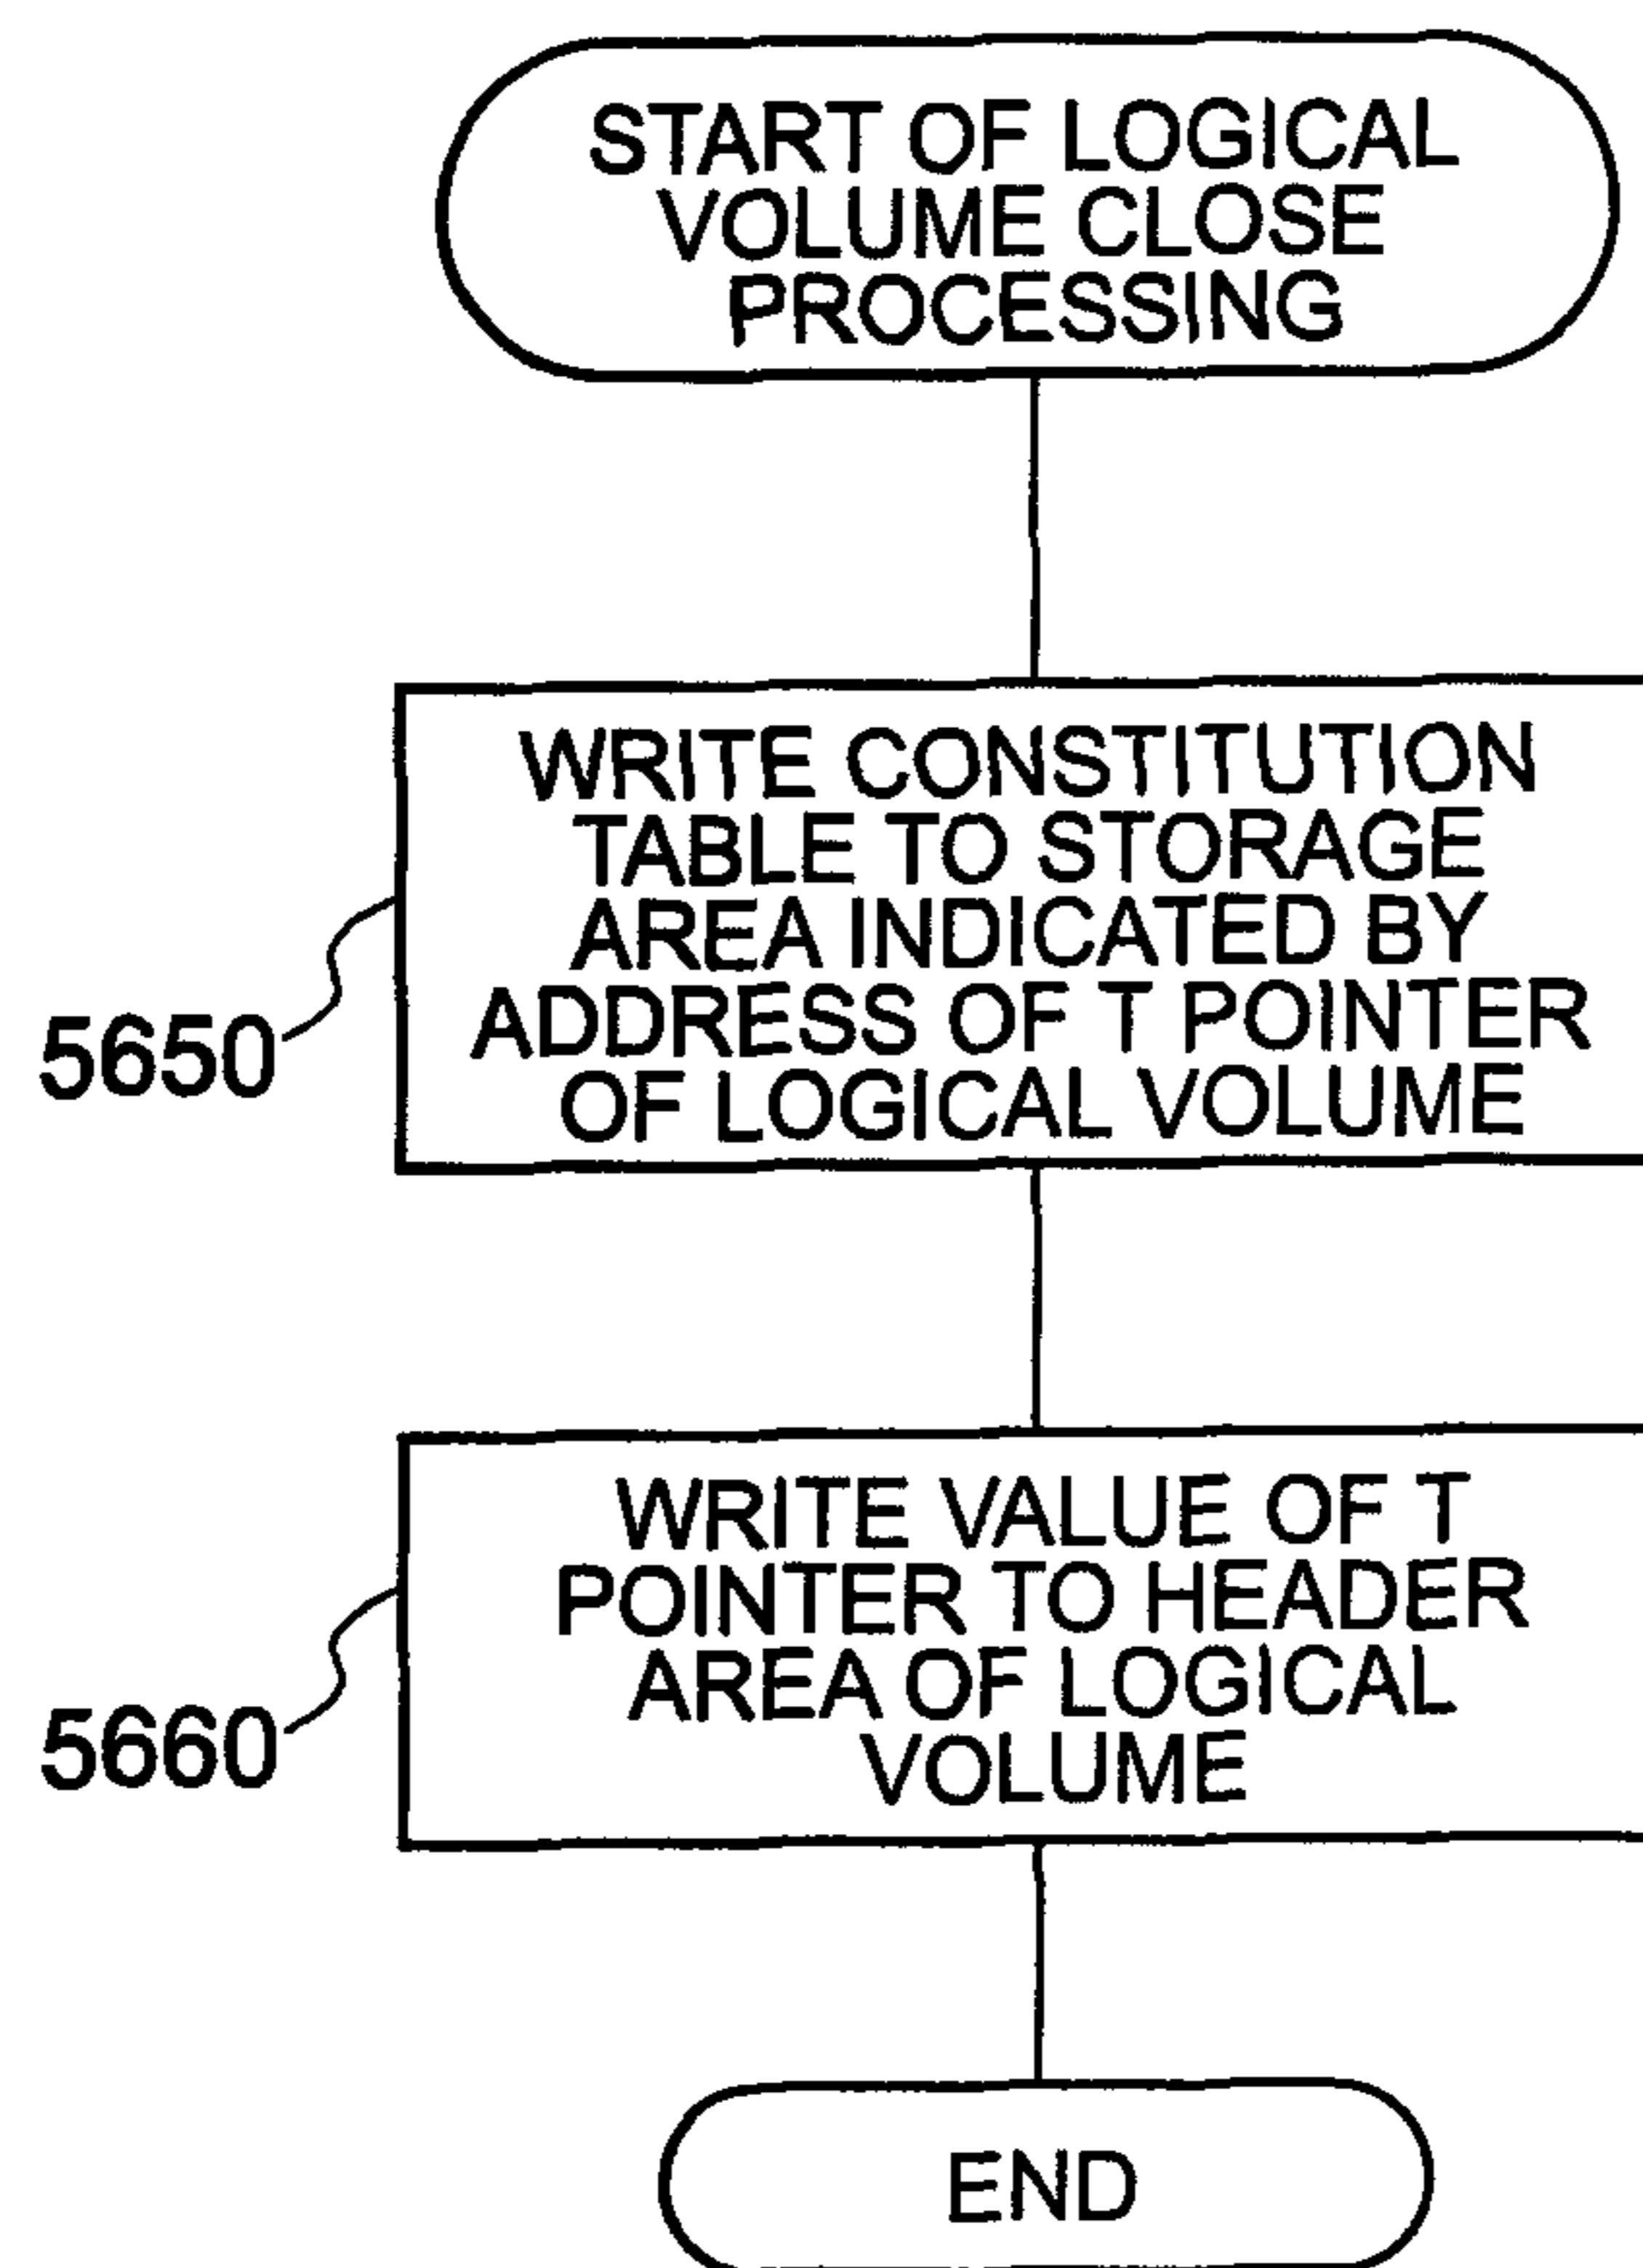 START OF LOGICAL
VOLUME CLOSE
PROCESSING
WRITE CONSTITUTION
TABLE TO STORAGE
AREA INDICATED BY
ADDRESS OF T POINTER
OF LOGICAL VOLUME
5650
WRITE VALUE OF T
POINTER TO HEADER
AREA OF LOGICAL
VOLUME
5660
END